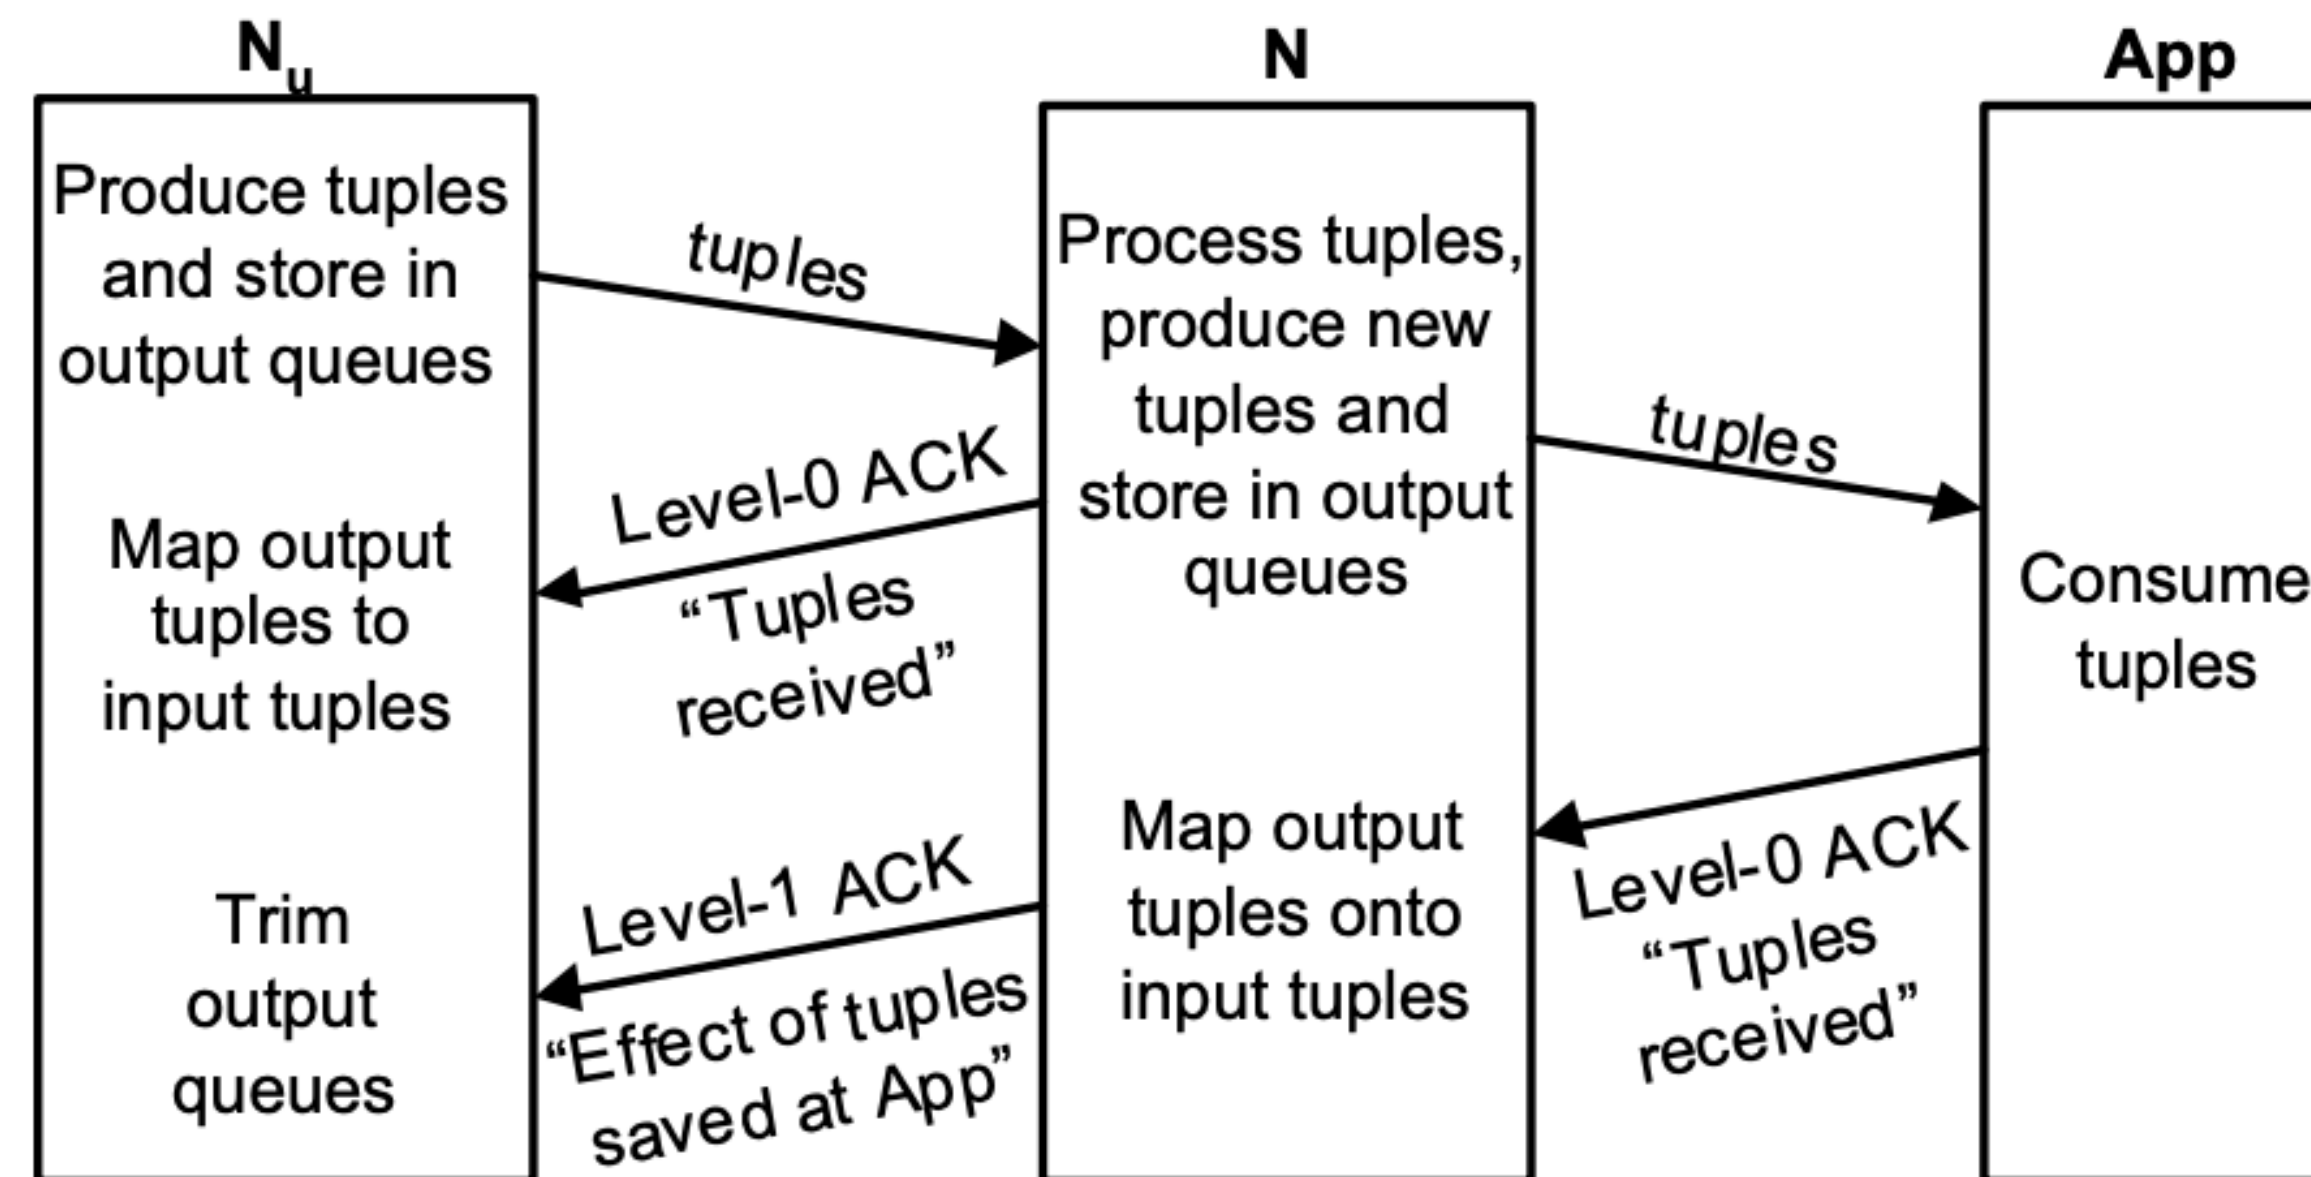 N_u
N
App
Produce tuples
and store in
output queues
Map output
tuples to
input tuples
Trim
output
queues
tuples
Level-0 ACK
“Tuples
received”
Level-1 ACK
“Effect of tuples
saved at App”
Process tuples,
produce new
tuples and
store in output
queues
Map output
tuples onto
input tuples
tuples
Level-0 ACK
“Tuples
received”
Consume
tuples